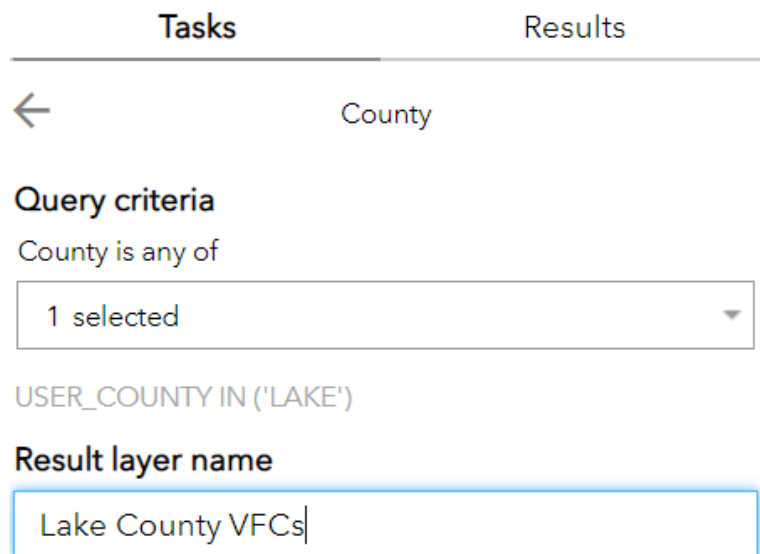 Tasks Results
County
Query criteria
County is any of
1 selected
USER_COUNTY IN ('LAKE')
Result layer name
Lake County VFCs